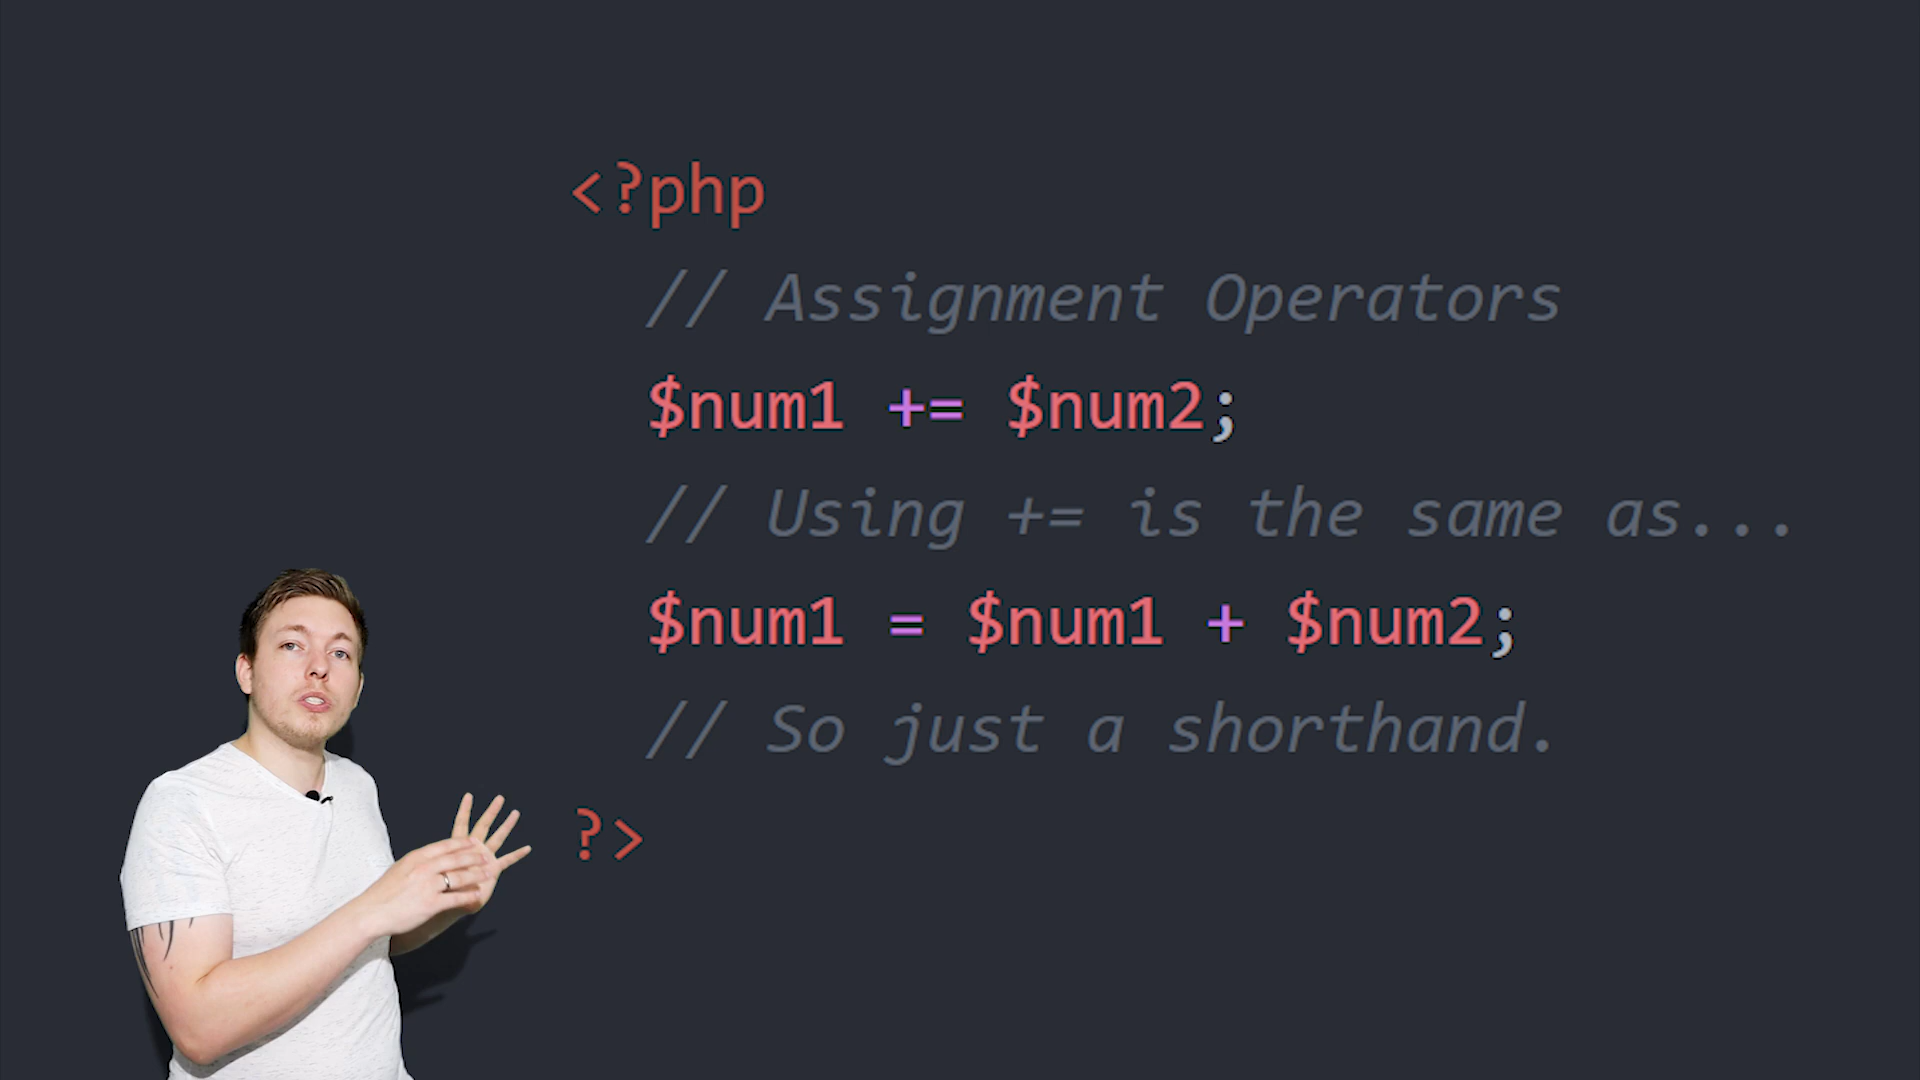 <?php
// Assignment Operators
$num1 += $num2;
// Using += is the same as...
$num1 = $num1 + $num2;
// So just a shorthand.
?>